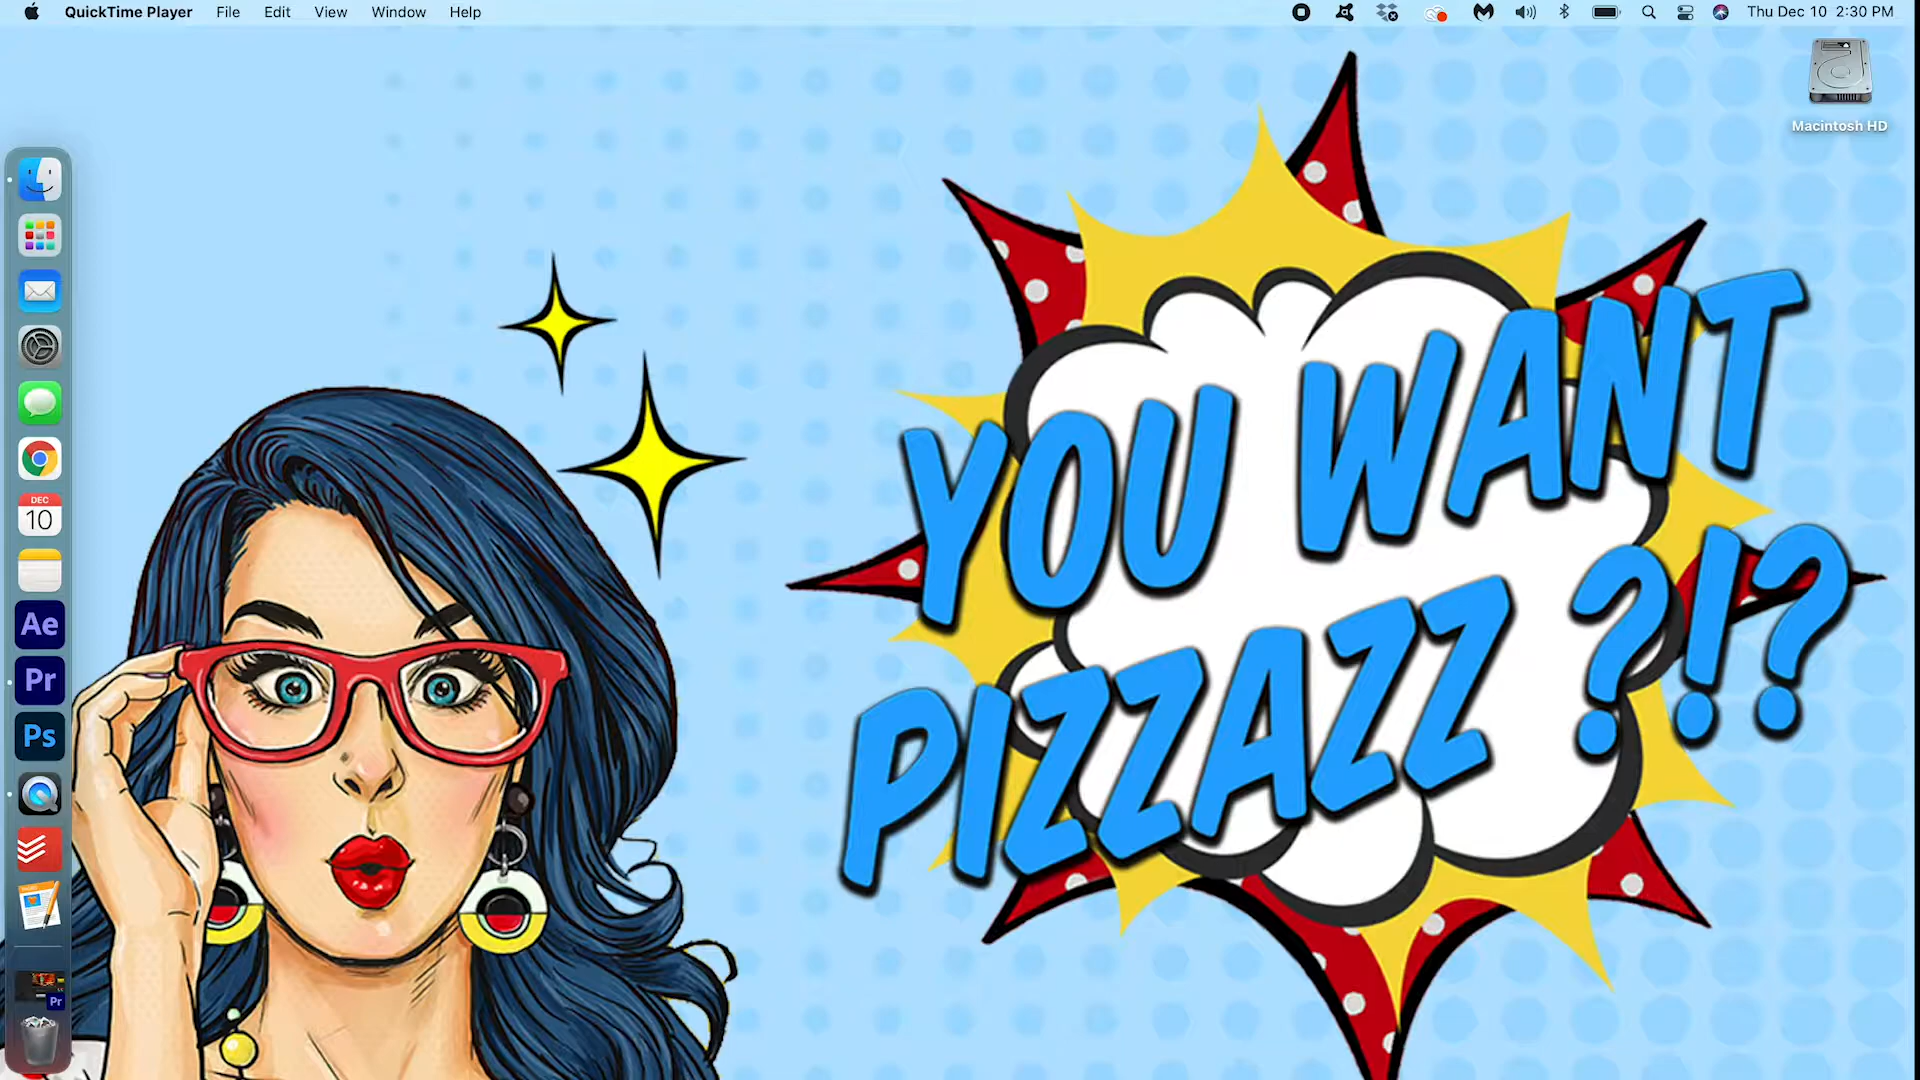 QuickTime Player File Edit View Window Help Thu Dec 10 2:30 PM
Macintosh HD
DEC
10
Ae
Pr
Ps
Pr
YOU WANT
PIZZAZZ ?!?